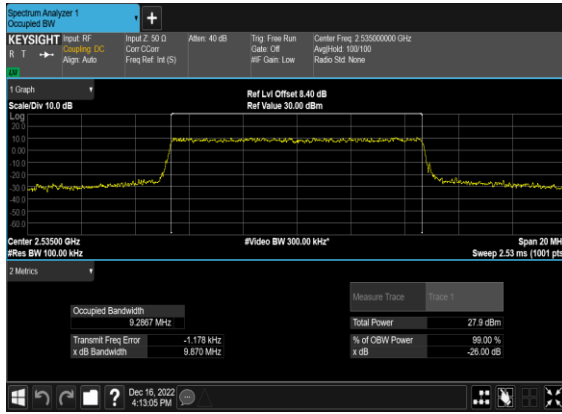 Spectrum Analyzer 1
Occupied BW
+
KEYSIGHT Input: RF Input Z: 50 Ω Atten: 40 dB Trig: Free Run Center Freq: 2.535000000 GHz
R T Coupling: DC Corr CCorr Gate: Off Avg|Hold: 100/100
Align: Auto Freq Ref: Int (S) #IF Gain: Low Radio Std: None
LW
1 Graph Ref Lvl Offset 8.40 dB
Scale/Div 10.0 dB Ref Value 30.00 dBm
Log
20.0
10.0
0.00
-10.0
-20.0
-30.0
-40.0
-50.0
-60.0
Center 2.53500 GHz #Video BW 300.00 kHz* Span 20 MH
#Res BW 100.00 kHz Sweep 2.53 ms (1001 pts
2 Metrics
Measure Trace Trace 1
Occupied Bandwidth
9.2867 MHz Total Power 27.9 dBm
Transmit Freq Error -1.178 kHz % of OBW Power 99.00 %
x dB Bandwidth 9.870 MHz x dB -26.00 dB
? Dec 16, 2022
4:13:05 PM